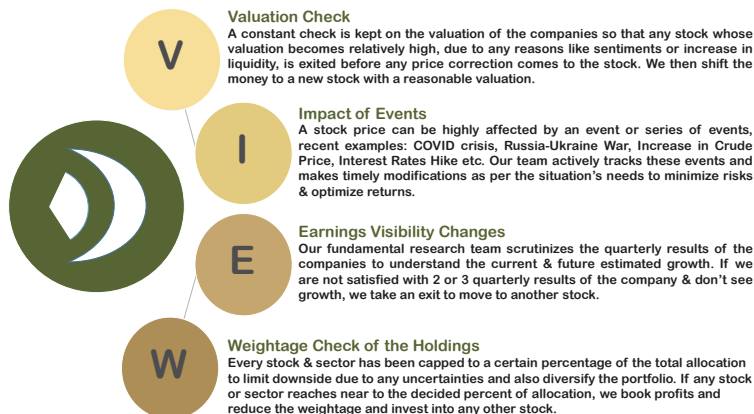 V
Valuation Check
A constant check is kept on the valuation of the companies so that any stock whose
valuation becomes relatively high, due to any reasons like sentiments or increase in
liquidity, is exited before any price correction comes to the stock. We then shift the
money to a new stock with a reasonable valuation.
I
Impact of Events
A stock price can be highly affected by an event or series of events,
recent examples: COVID crisis, Russia-Ukraine War, Increase in Crude
Price, Interest Rates Hike etc. Our team actively tracks these events and
makes timely modifications as per the situation's needs to minimize risks
& optimize returns.
E
Earnings Visibility Changes
Our fundamental research team scrutinizes the quarterly results of the
companies to understand the current & future estimated growth. If we
are not satisfied with 2 or 3 quarterly results of the company & don't see
growth, we take an exit to move to another stock.
W
Weightage Check of the Holdings
Every stock & sector has been capped to a certain percentage of the total allocation
to limit downside due to any uncertainties and also diversify the portfolio. If any stock
or sector reaches near to the decided percent of allocation, we book profits and
reduce the weightage and invest into any other stock.